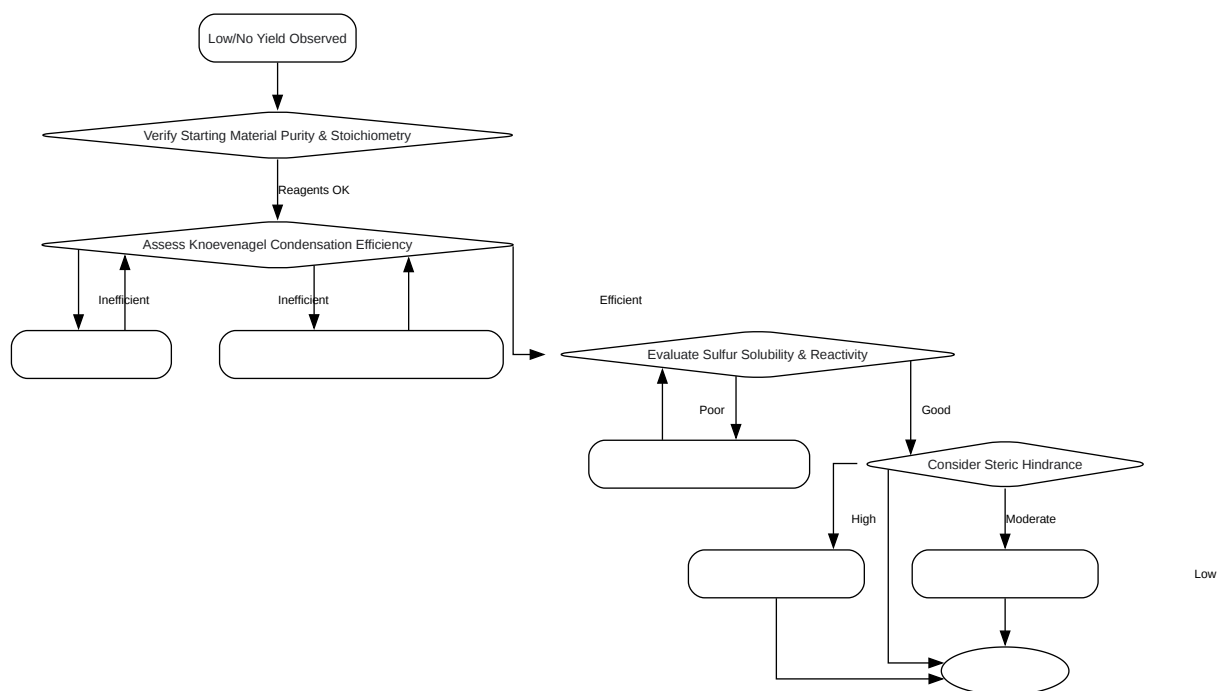 Low/No Yield Observed
Verify Starting Material Purity & Stoichiometry
Reagents OK
Assess Knoevenagel Condensation Efficiency
Inefficient
Inefficient
Efficient
Evaluate Sulfur Solubility & Reactivity
Poor
Good
Consider Steric Hindrance
High
Moderate
Low